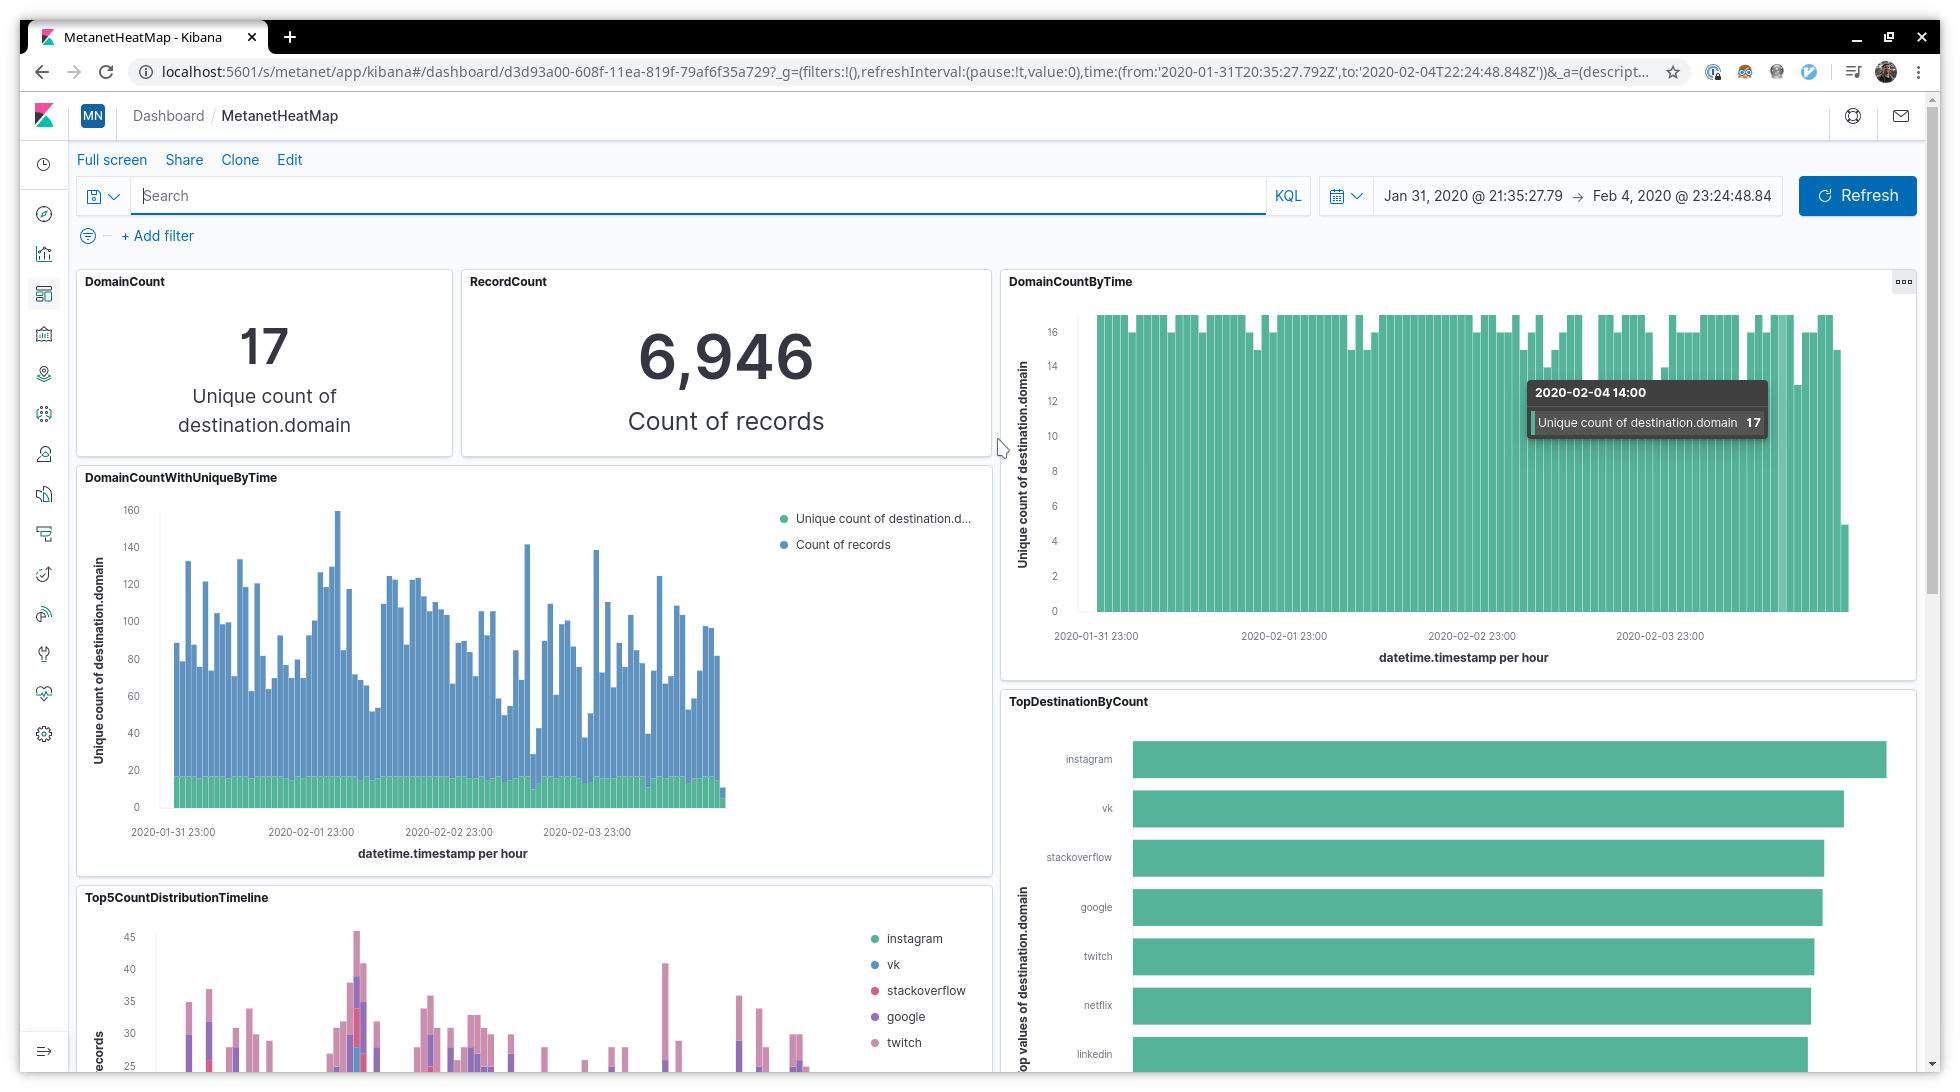 MetanetHeatMap - Kibana
localhost:5601/s/metanet/app/kibana#/dashboard/d3d93a00-608f-11ea-819f-79af6f35a729?_g=(filters:!(),refreshInterval:(pause:!t,value:0),time:(from:'2020-01-31T20:35:27.792Z',to:'2020-02-04T22:24:48.848Z'))&_a=(descript...
MN
Dashboard / MetanetHeatMap
Full screen Share Clone Edit
Search
KQL
Jan 31, 2020 @ 21:35:27.79 → Feb 4, 2020 @ 23:24:48.84
Refresh
+ Add filter
DomainCount
17
Unique count of
destination.domain
RecordCount
6,946
Count of records
DomainCountByTime
Unique count of destination.domain
16
14
12
10
8
6
4
2
0
2020-02-04 14:00
Unique count of destination.domain 17
2020-01-31 23:00
2020-02-01 23:00
2020-02-02 23:00
2020-02-03 23:00
datetime.timestamp per hour
DomainCountWithUniqueByTime
Unique count of destination.domain
160
140
120
100
80
60
40
20
0
Unique count of destination.d...
Count of records
2020-01-31 23:00
2020-02-01 23:00
2020-02-02 23:00
2020-02-03 23:00
datetime.timestamp per hour
TopDestinationByCount
op values of destination.domain
instagram
vk
stackoverflow
google
twitch
netflix
linkedin
Top5CountDistributionTimeline
ecords
45
40
35
30
25
instagram
vk
stackoverflow
google
twitch